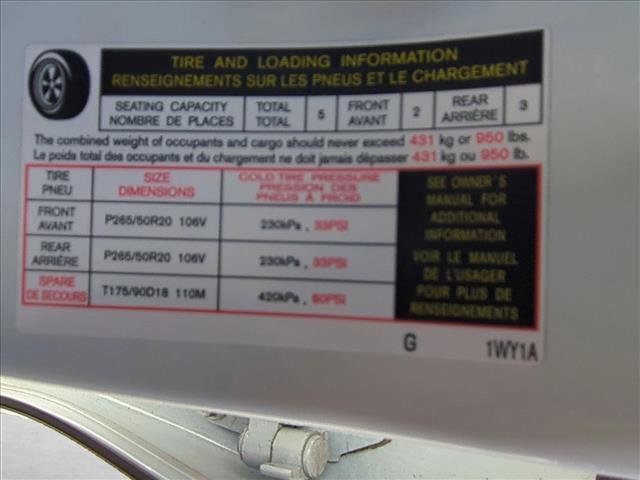 TIRE AND LOADING INFORMATION
RENSEIGNEMENTS SUR LES PNEUS ET LE CHARGEMENT
SEATING CAPACITY TOTAL 5 FRONT 2 REAR 3
NOMBRE DE PLACES TOTAL AVANT ARRIÈRE
The combined weight of occupants and cargo should never exceed 431 kg or 950 lbs.
Le poids total des occupants et du chargement ne doit jamais dépasser 431 kg ou 950 lb.
TIRE
PNEU
SIZE
DIMENSIONS
COLD TIRE PRESSURE
PRESSION DES
PNEUS À FROID
FRONT
AVANT
P265/50R20 106V
230kPa , 33PSI
REAR
ARRIÈRE
P265/50R20 106V
230kPa , 33PSI
SPARE
DE SECOURS
T175/90D18 110M
420kPa , 60PSI
SEE OWNER'S
MANUAL FOR
ADDITIONAL
INFORMATION
VOIR LE MANUEL
DE L'USAGER
POUR PLUS DE
RENSEIGNEMENTS
G 1WY1A